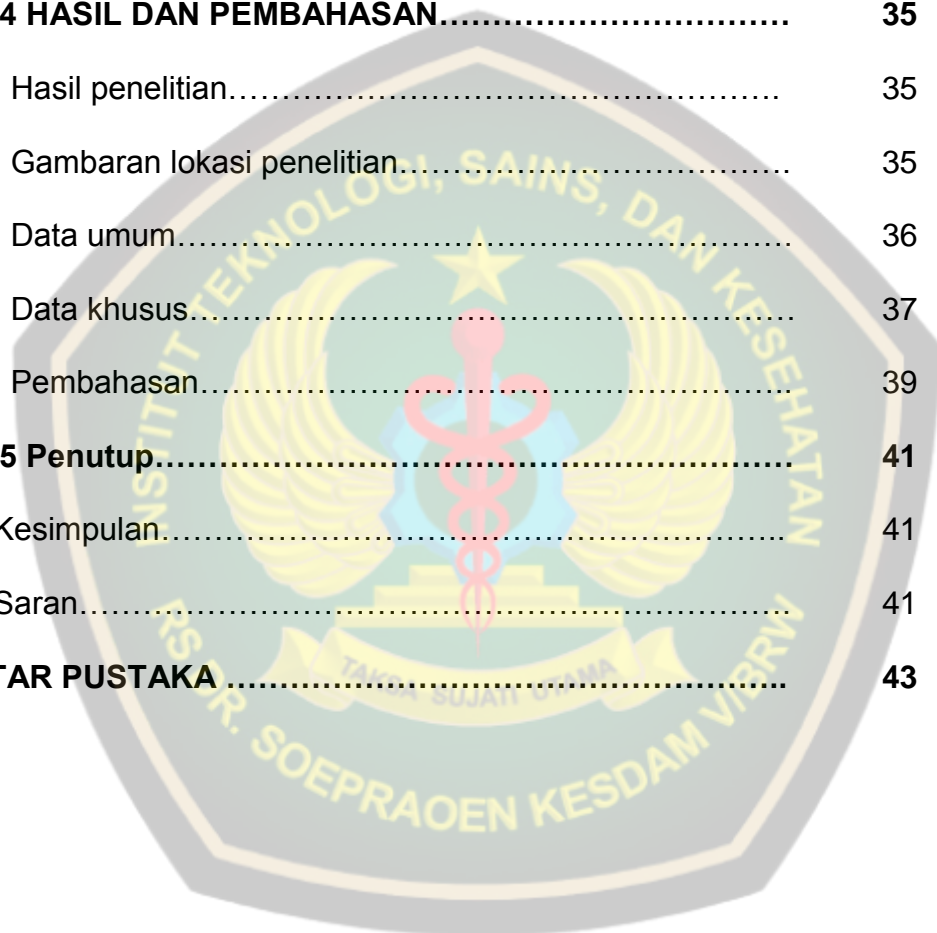 4 HASIL DAN PEMBAHASAN…………………………… 35
Hasil penelitian……………………………………………. 35
Gambaran lokasi penelitian………………………………. 35
Data umum…………………………………………………. 36
Data khusus………………………………………………… 37
Pembahasan………………………………………………. 39
5 Penutup…………………………………………………. 41
Kesimpulan………………………………………………….. 41
Saran…………………………………………………………. 41
TAR PUSTAKA ……………………………………………….. 43
INSTITUT TEKNOLOGI, SAINS, DAN KESEHATAN
TAKSA SUJATI UTAMA
RS DR. SOEPRAOEN KESDAM V/BRW